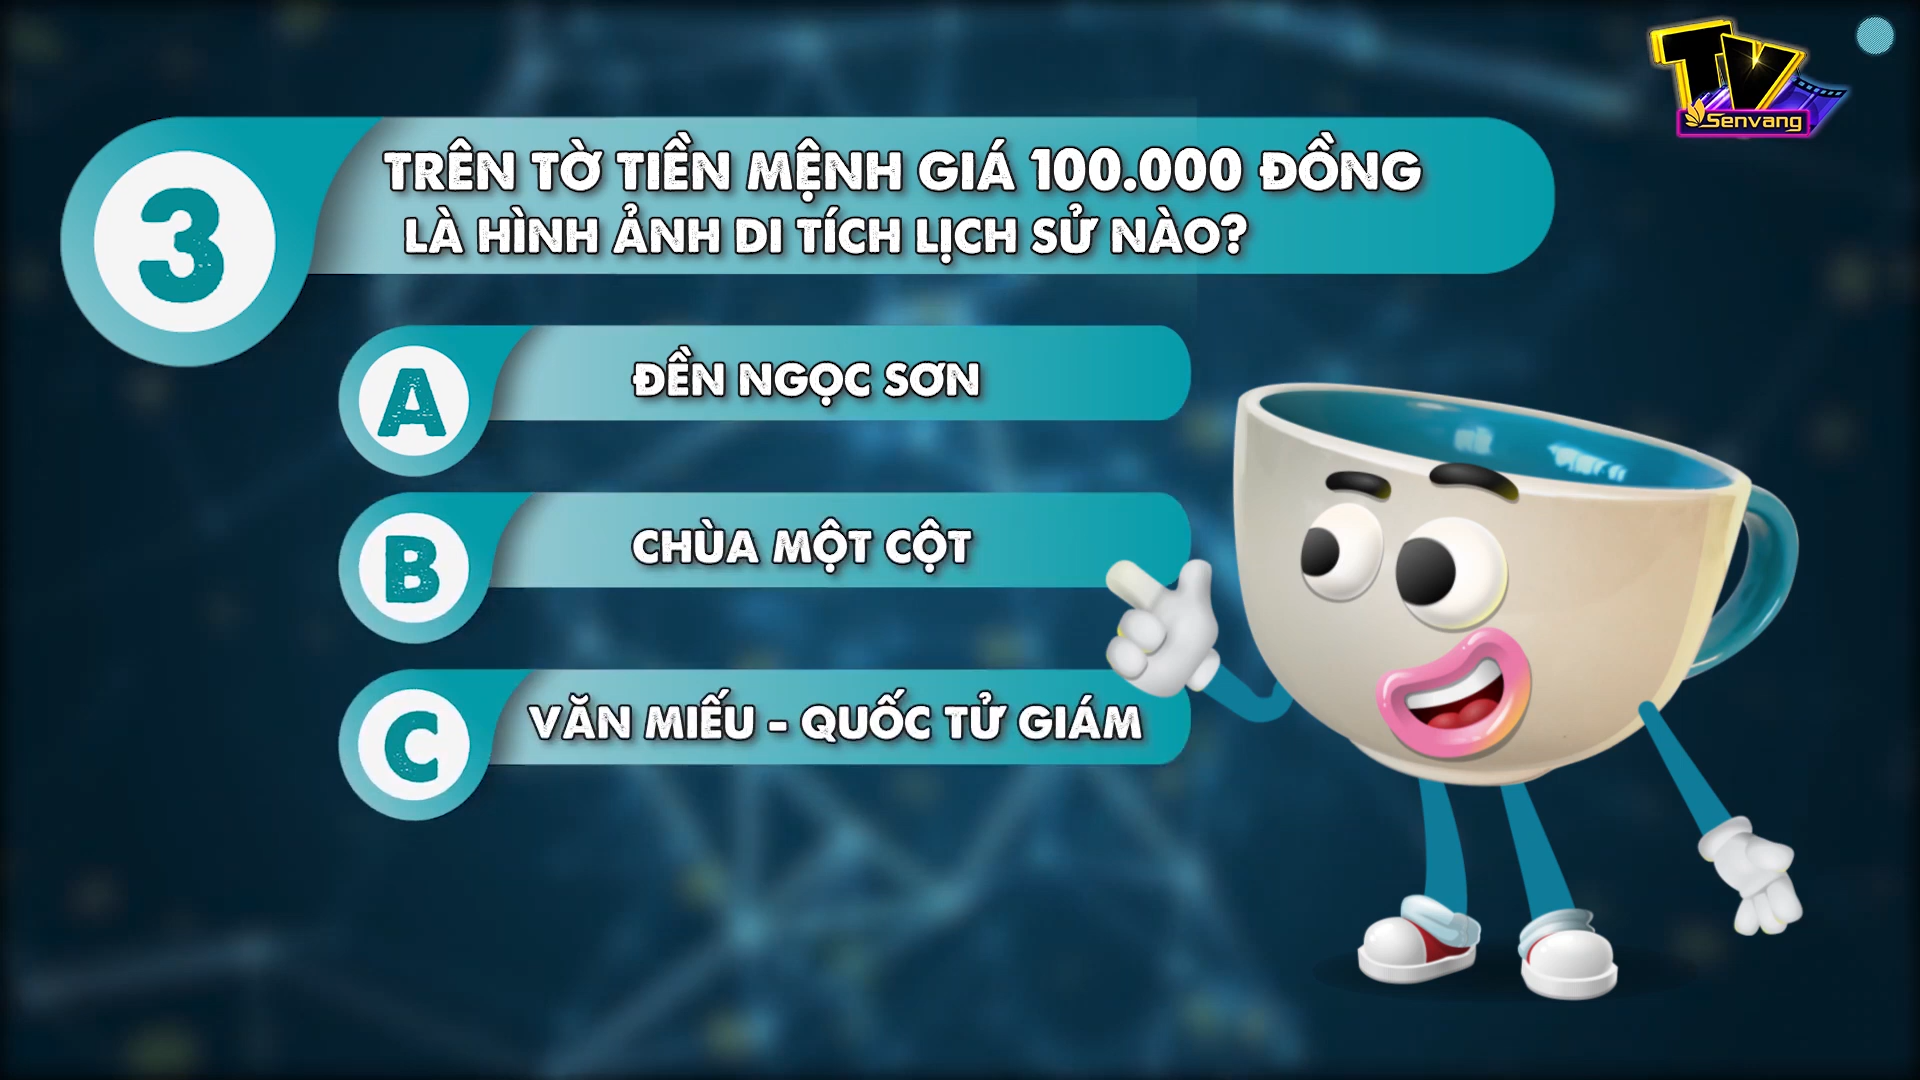 TV
Senvang
3
TRÊN TỜ TIỀN MỆNH GIÁ 100.000 ĐỒNG
LÀ HÌNH ẢNH DI TÍCH LỊCH SỬ NÀO?
A
ĐỀN NGỌC SƠN
B
CHÙA MỘT CỘT
C
VĂN MIẾU - QUỐC TỬ GIÁM